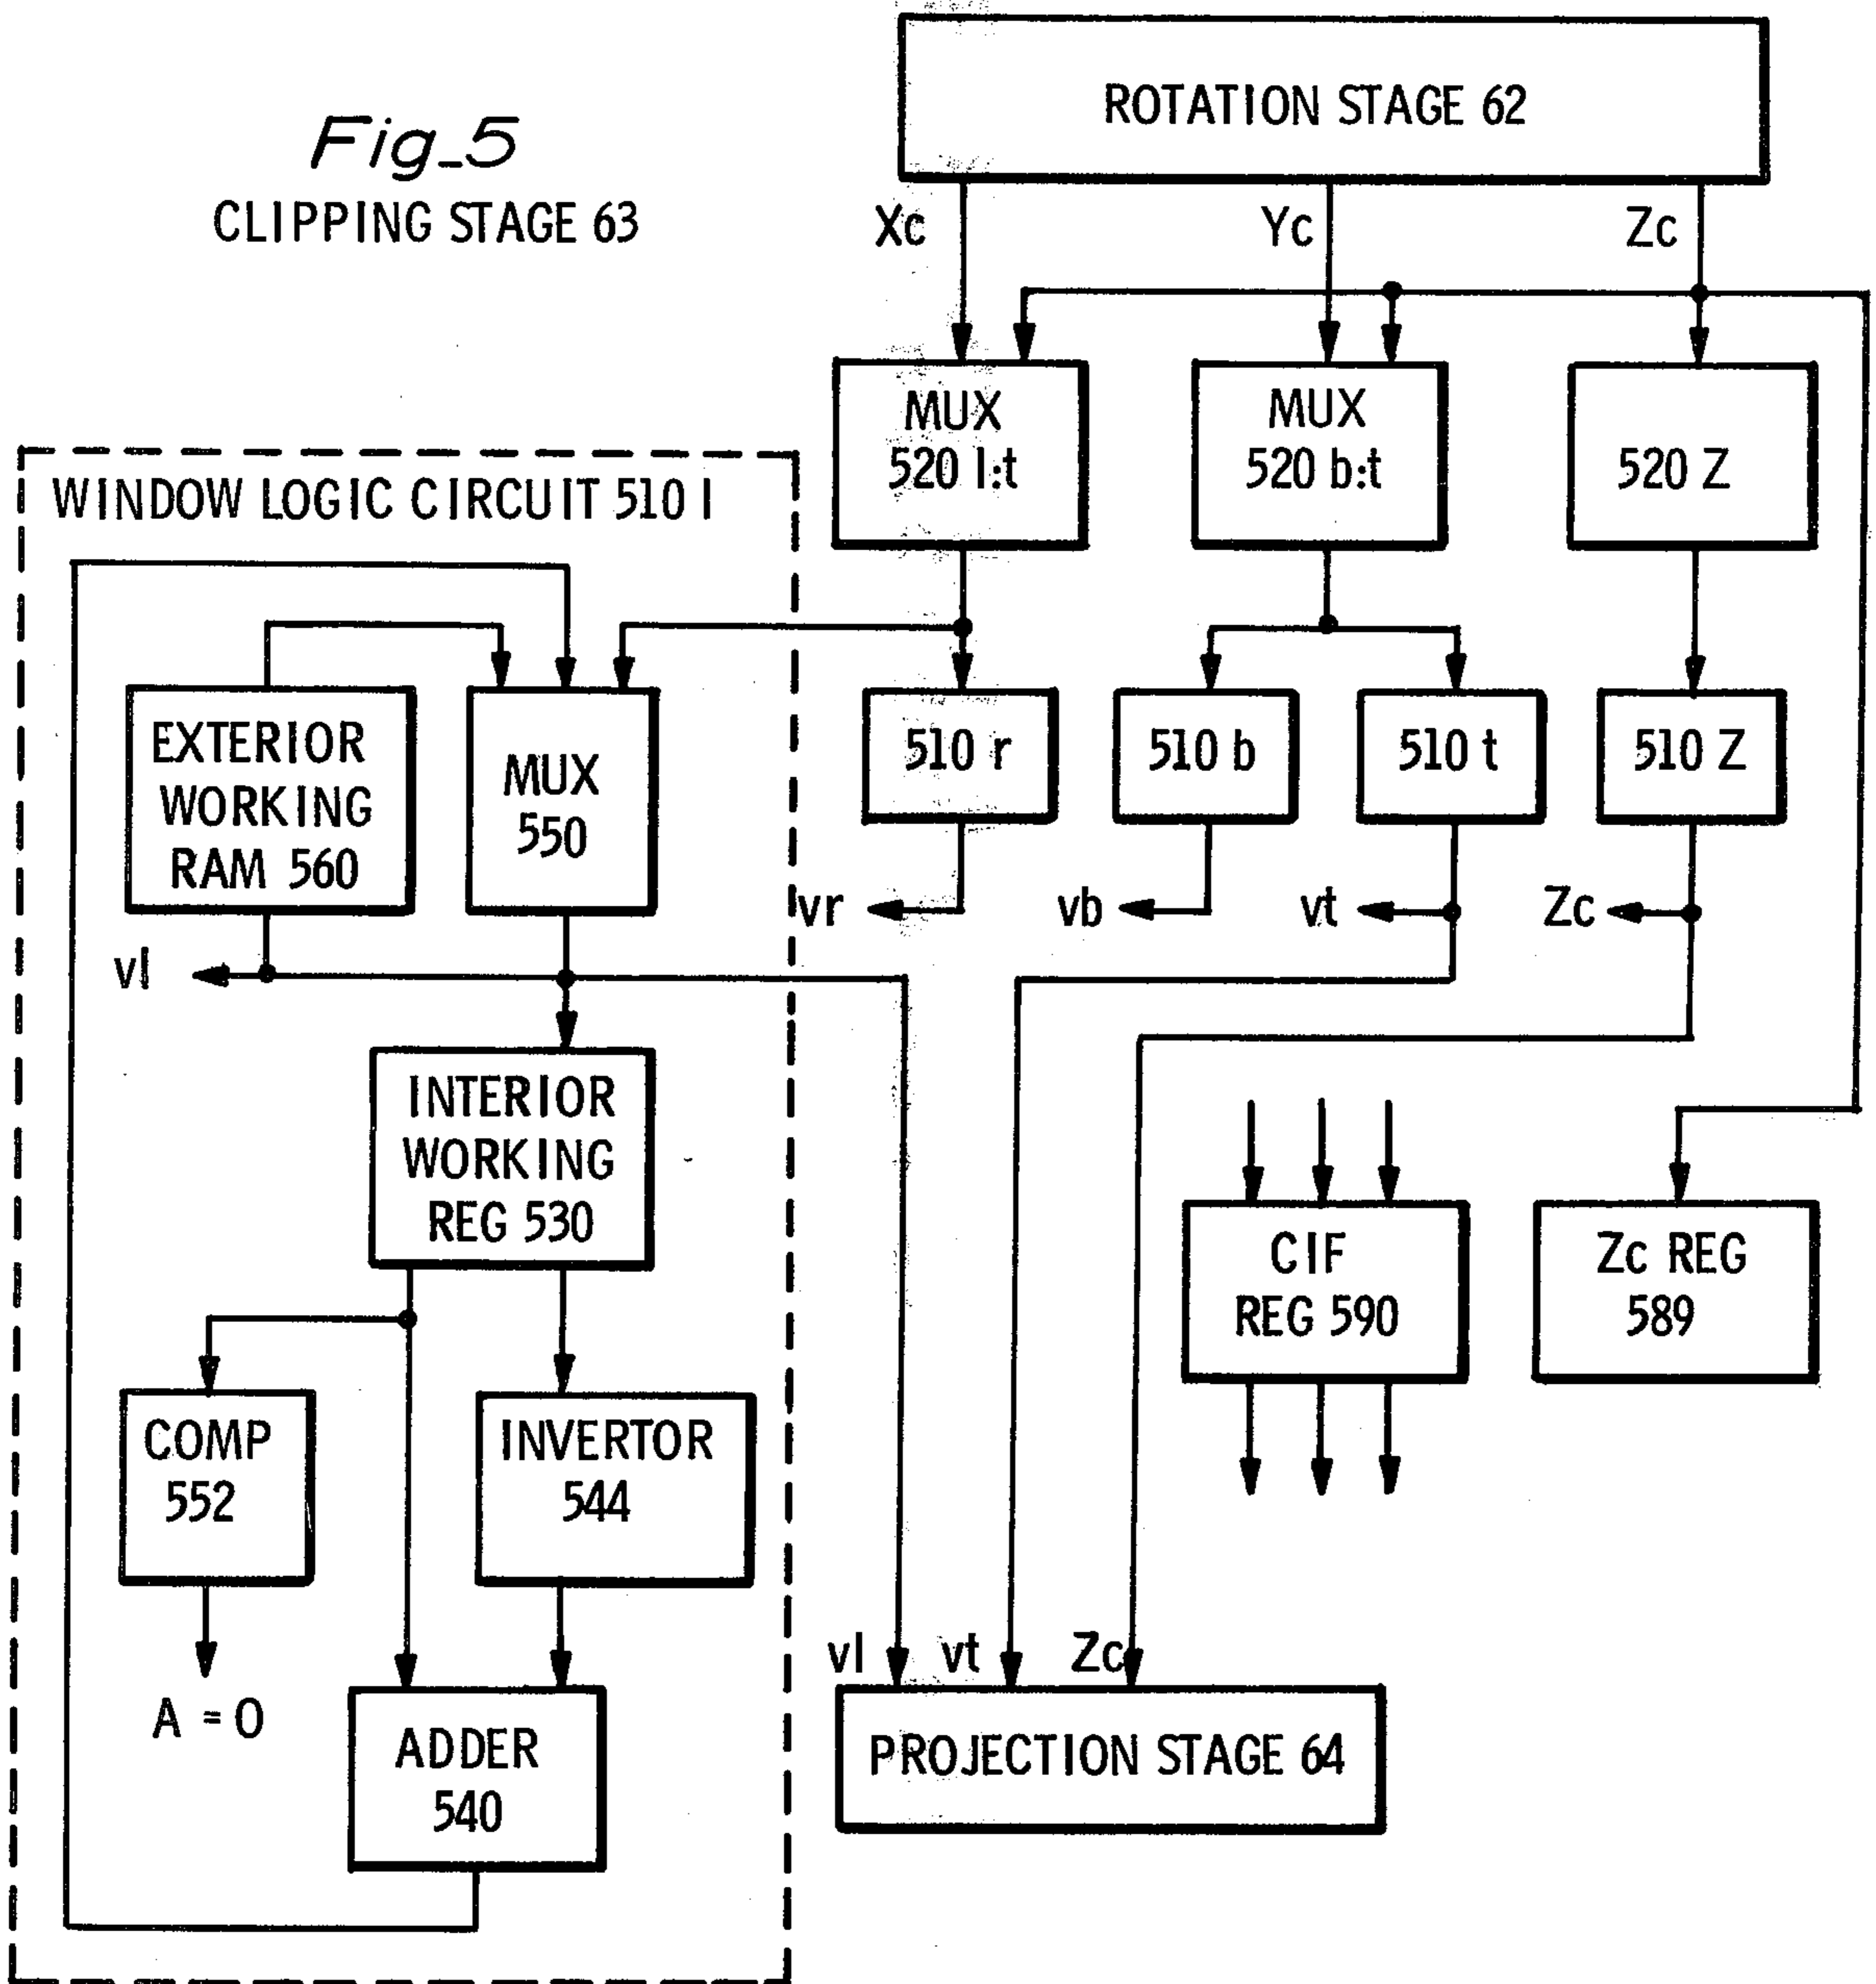 Fig_5
CLIPPING STAGE 63
ROTATION STAGE 62
Xc
Yc
Zc
MUX
520 l:t
MUX
520 b:t
520 Z
WINDOW LOGIC CIRCUIT 510 l
EXTERIOR
WORKING
RAM 560
MUX
550
510 r
510 b
510 t
510 Z
vr
vb
vt
Zc
vl
INTERIOR
WORKING
REG 530
CIF
REG 590
Zc REG
589
COMP
552
INVERTOR
544
A = 0
ADDER
540
vl
vt
Zc
PROJECTION STAGE 64